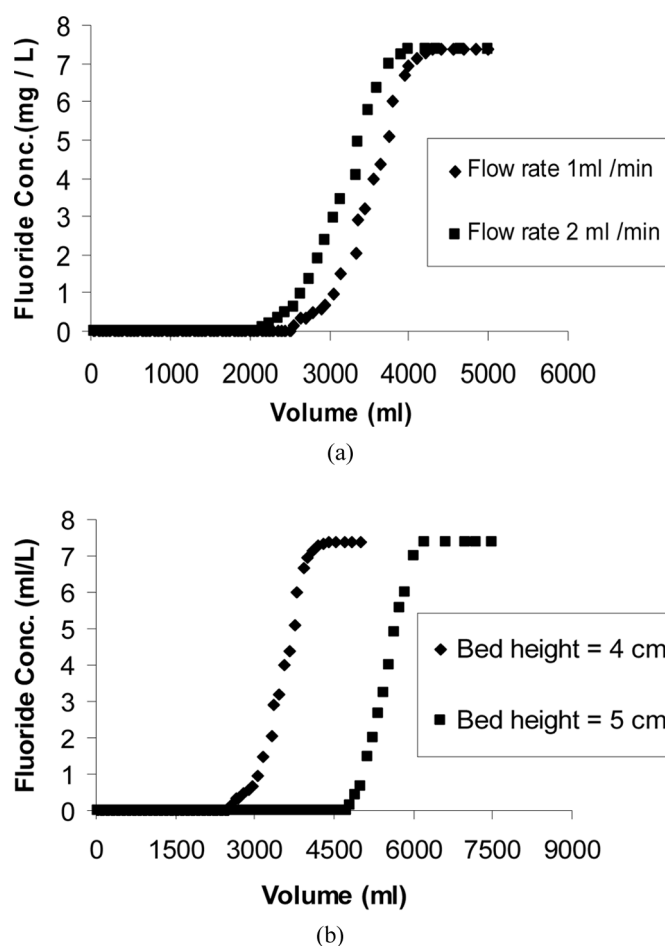 8
7
6
5
4
3
2
1
0
Fluoride Conc.(mg / L)
Flow rate 1ml /min
Flow rate 2 ml /min
0 1000 2000 3000 4000 5000 6000
Volume (ml)
(a)
8
7
6
5
4
3
2
1
0
Fluoride Conc. (ml/L)
Bed height = 4 cm
Bed height = 5 cm
0 1500 3000 4500 6000 7500 9000
Volume (ml)
(b)